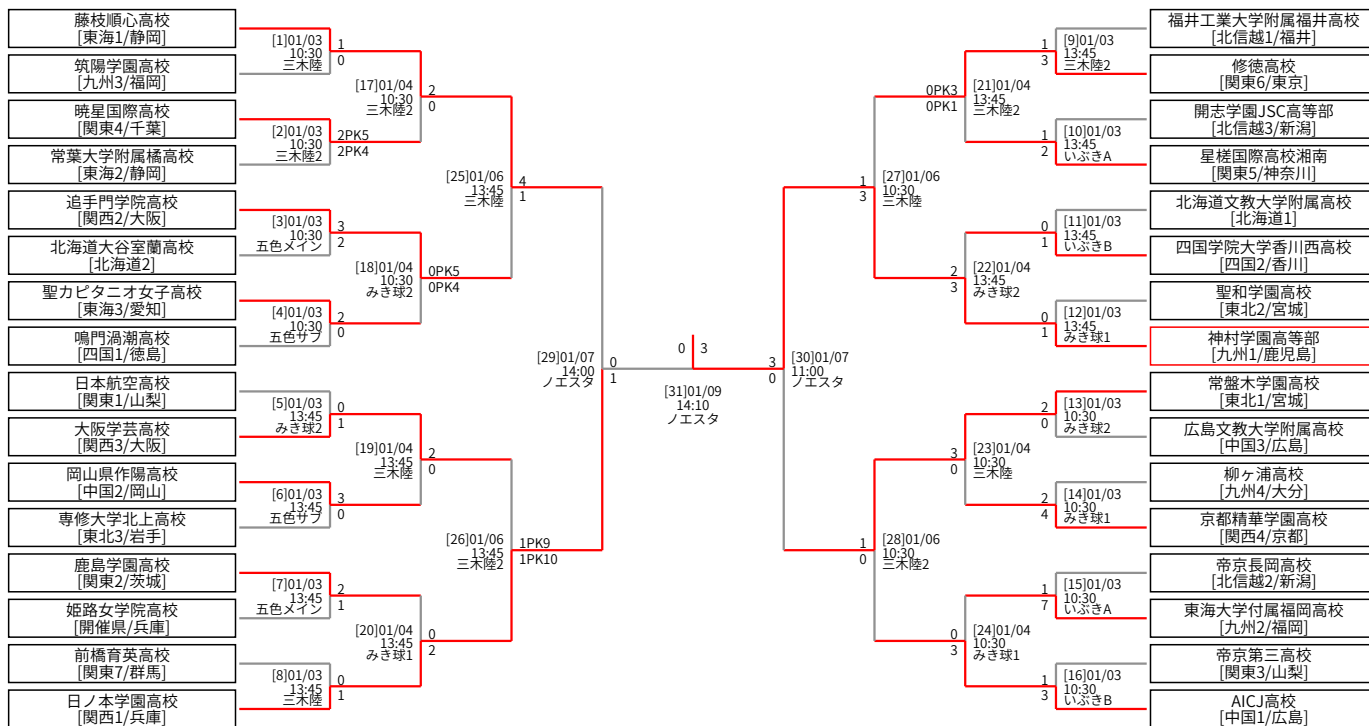 藤枝順心高校
[東海1/静岡]
筑陽学園高校
[九州3/福岡]
暁星国際高校
[関東4/千葉]
常葉大学附属橘高校
[東海2/静岡]
追手門学院高校
[関西2/大阪]
北海道大谷室蘭高校
[北海道2]
聖カピタニオ女子高校
[東海3/愛知]
鳴門渦潮高校
[四国1/徳島]
日本航空高校
[関東1/山梨]
大阪学芸高校
[関西3/大阪]
岡山県作陽高校
[中国2/岡山]
専修大学北上高校
[東北3/岩手]
鹿島学園高校
[関東2/茨城]
姫路女学院高校
[開催県/兵庫]
前橋育英高校
[関東7/群馬]
日ノ本学園高校
[関西1/兵庫]
[1]01/03
10:30
三木陸
1
0
[2]01/03
10:30
三木陸2
2PK5
2PK4
[3]01/03
10:30
五色メイン
3
2
[4]01/03
10:30
五色サブ
2
0
[5]01/03
13:45
みき球2
0
1
[6]01/03
13:45
五色サブ
3
0
[7]01/03
13:45
五色メイン
2
1
[8]01/03
13:45
三木陸
0
1
[17]01/04
10:30
三木陸2
2
0
[18]01/04
10:30
みき球2
0PK5
0PK4
[19]01/04
13:45
三木陸
2
0
[20]01/04
13:45
みき球1
0
2
[25]01/06
13:45
三木陸
4
1
[26]01/06
13:45
三木陸2
1PK9
1PK10
[29]01/07
14:00
ノエスタ
0
1
0
3
[31]01/09
14:10
ノエスタ
3
0
[30]01/07
11:00
ノエスタ
1
3
[27]01/06
10:30
三木陸
1
0
[28]01/06
10:30
三木陸2
0PK3
0PK1
[21]01/04
13:45
三木陸2
2
3
[22]01/04
13:45
みき球2
3
0
[23]01/04
10:30
三木陸
0
3
[24]01/04
10:30
みき球1
1
3
[9]01/03
13:45
三木陸2
1
2
[10]01/03
13:45
いぶきA
0
1
[11]01/03
13:45
いぶきB
0
1
[12]01/03
13:45
みき球1
2
0
[13]01/03
10:30
みき球2
2
4
[14]01/03
10:30
みき球1
1
7
[15]01/03
10:30
いぶきA
1
3
[16]01/03
10:30
いぶきB
福井工業大学附属福井高校
[北信越1/福井]
修徳高校
[関東6/東京]
開志学園JSC高等部
[北信越3/新潟]
星槎国際高校湘南
[関東5/神奈川]
北海道文教大学附属高校
[北海道1]
四国学院大学香川西高校
[四国2/香川]
聖和学園高校
[東北2/宮城]
神村学園高等部
[九州1/鹿児島]
常盤木学園高校
[東北1/宮城]
広島文教大学附属高校
[中国3/広島]
柳ヶ浦高校
[九州4/大分]
京都精華学園高校
[関西4/京都]
帝京長岡高校
[北信越2/新潟]
東海大学付属福岡高校
[九州2/福岡]
帝京第三高校
[関東3/山梨]
AICJ高校
[中国1/広島]